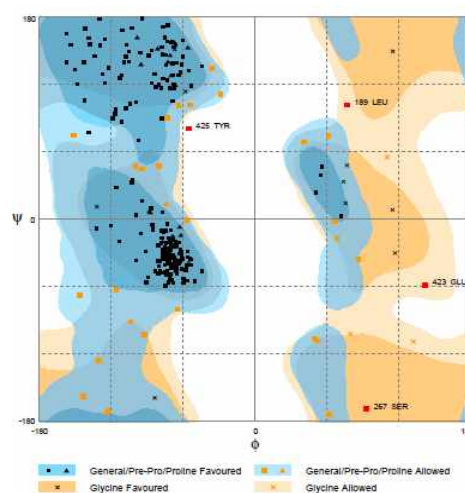 180
189 LEU
425 TYR
Ψ
0
423 GLU
267 SER
-180
-180
0
ϕ
General/Pre-Pro/Proline Favoured
General/Pre-Pro/Proline Allowed
Glycine Favoured
Glycine Allowed